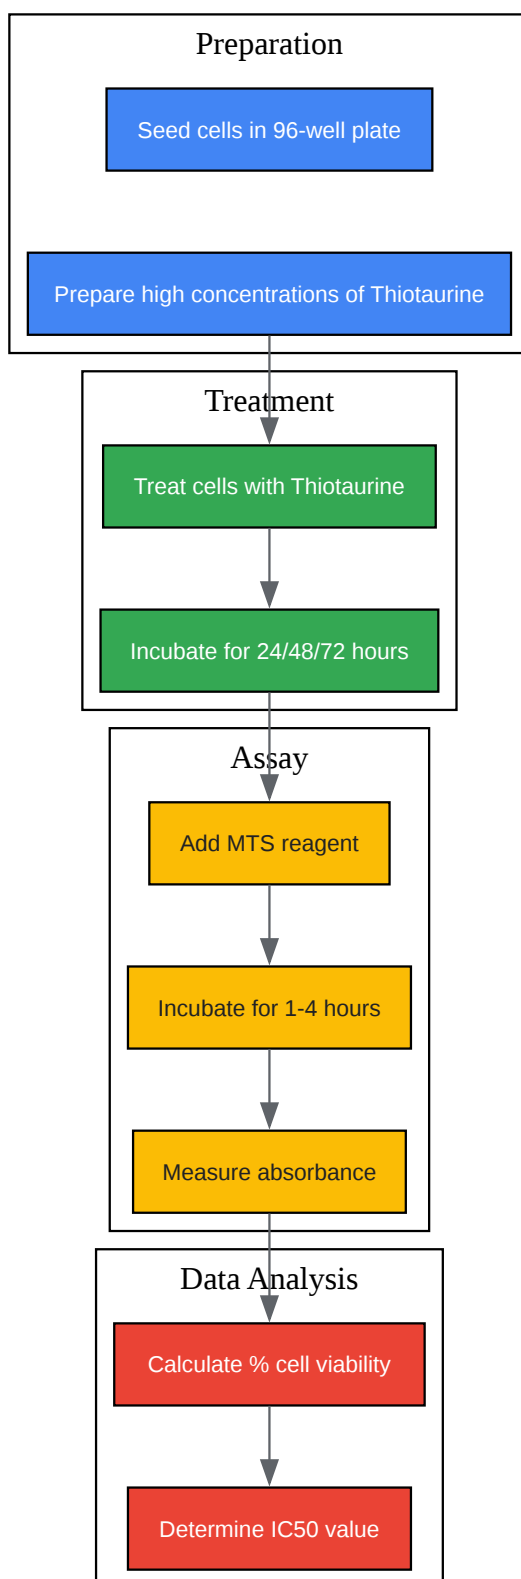 Preparation
Seed cells in 96-well plate
Prepare high concentrations of Thiotaurine
Treatment
Treat cells with Thiotaurine
Incubate for 24/48/72 hours
Assay
Add MTS reagent
Incubate for 1-4 hours
Measure absorbance
Data Analysis
Calculate % cell viability
Determine IC50 value